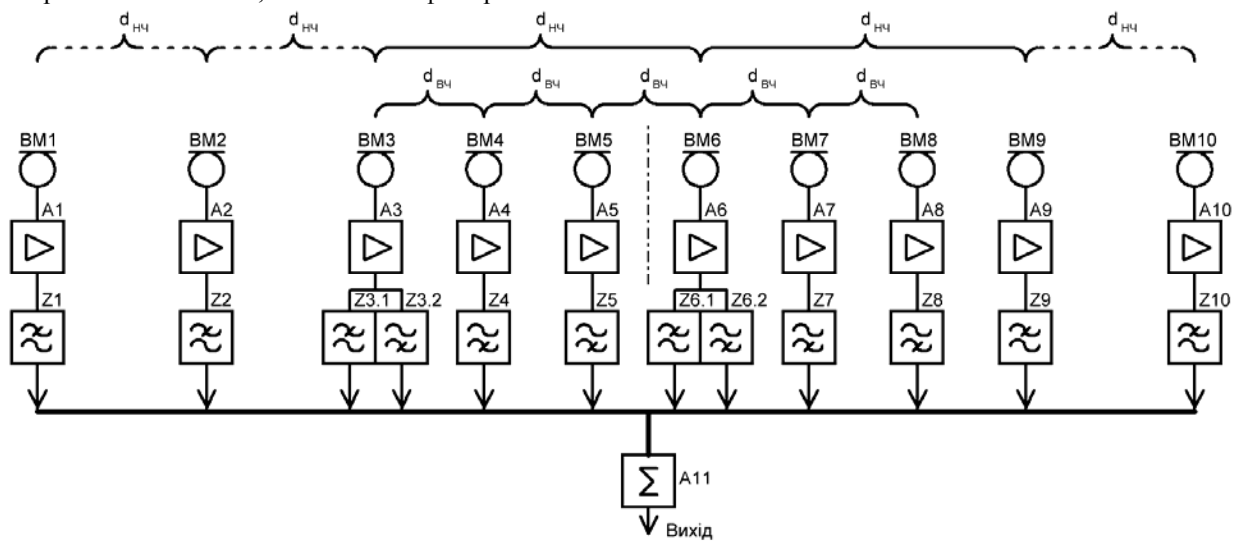 dнч dнч dнч dнч dнч
dвч dвч dвч dвч dвч
BM1 BM2 BM3 BM4 BM5 BM6 BM7 BM8 BM9 BM10
A1 A2 A3 A4 A5 A6 A7 A8 A9 A10
Z1 Z2 Z3.1 Z3.2 Z4 Z5 Z6.1 Z6.2 Z7 Z8 Z9 Z10
Σ A11
Вихід